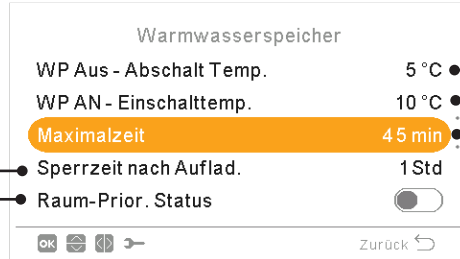 Warmwasserspeicher
WP Aus - Abschalt Temp. 5 °C
WP AN - Einschalttemp. 10 °C
Maximalzeit 45 min
Sperrzeit nach Auflad. 1 Std
Raum-Prior. Status
OK Zurück